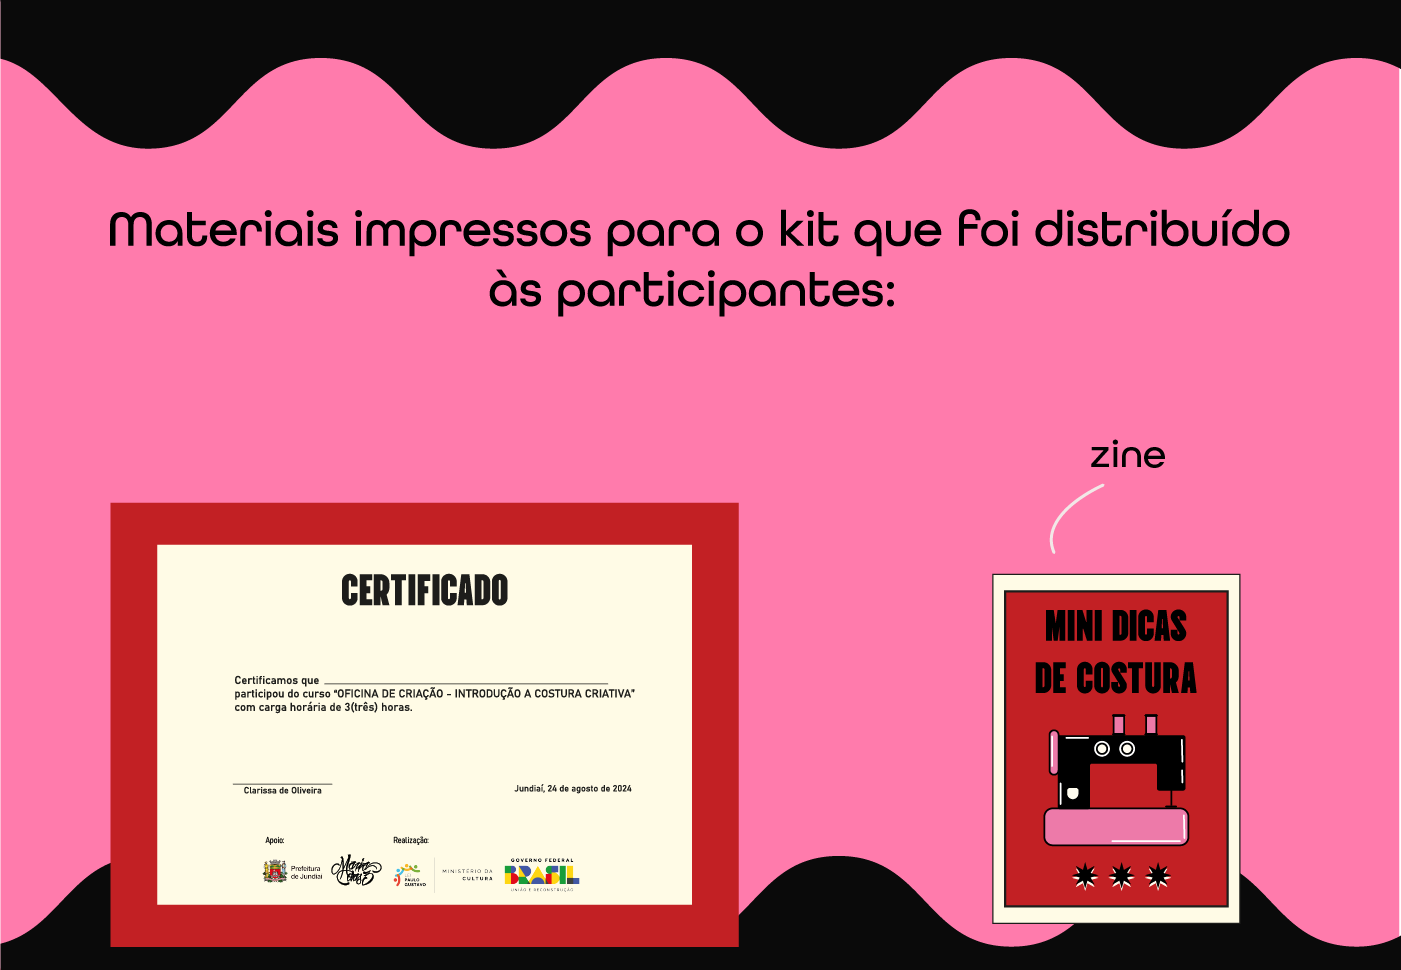 Materiais impressos para o kit que foi distribuído
às participantes:
zine
CERTIFICADO
Certificamos que
participou do curso "OFICINA DE CRIAÇÃO - INTRODUÇÃO A COSTURA CRIATIVA"
com carga horária de 3(três) horas.
Clarissa de Oliveira
Jundiaí, 24 de agosto de 2024
Apoio:
Realização:
Prefeitura
de Jundiaí
PAULO
GUSTAVO
MINISTÉRIO DA
CULTURA
GOVERNO FEDERAL
BRASIL
UNIÃO E RECONSTRUÇÃO
MINI DICAS
DE COSTURA